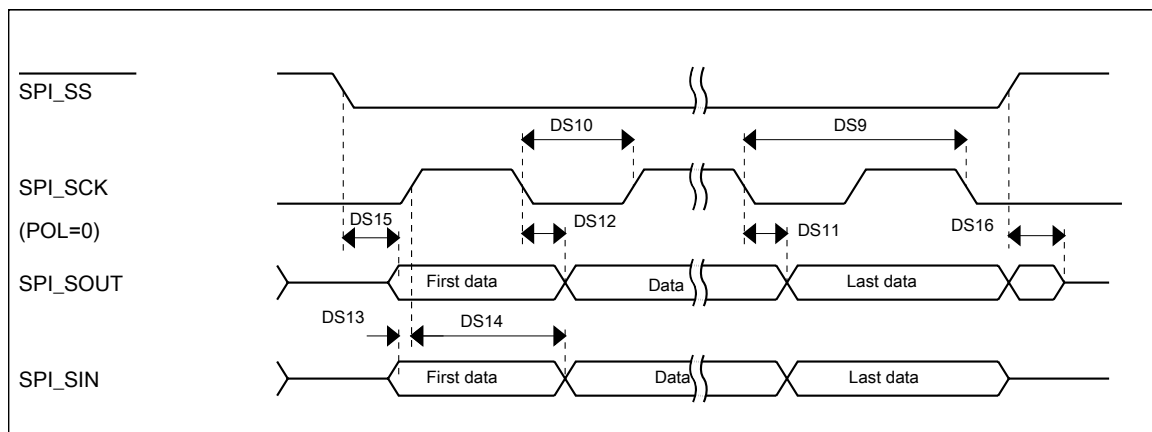 SPI_SS
DS10
DS9
SPI_SCK
(POL=0)
DS15
DS12
DS11
DS16
SPI_SOUT
First data
Data
Last data
DS13
DS14
SPI_SIN
First data
Data
Last data